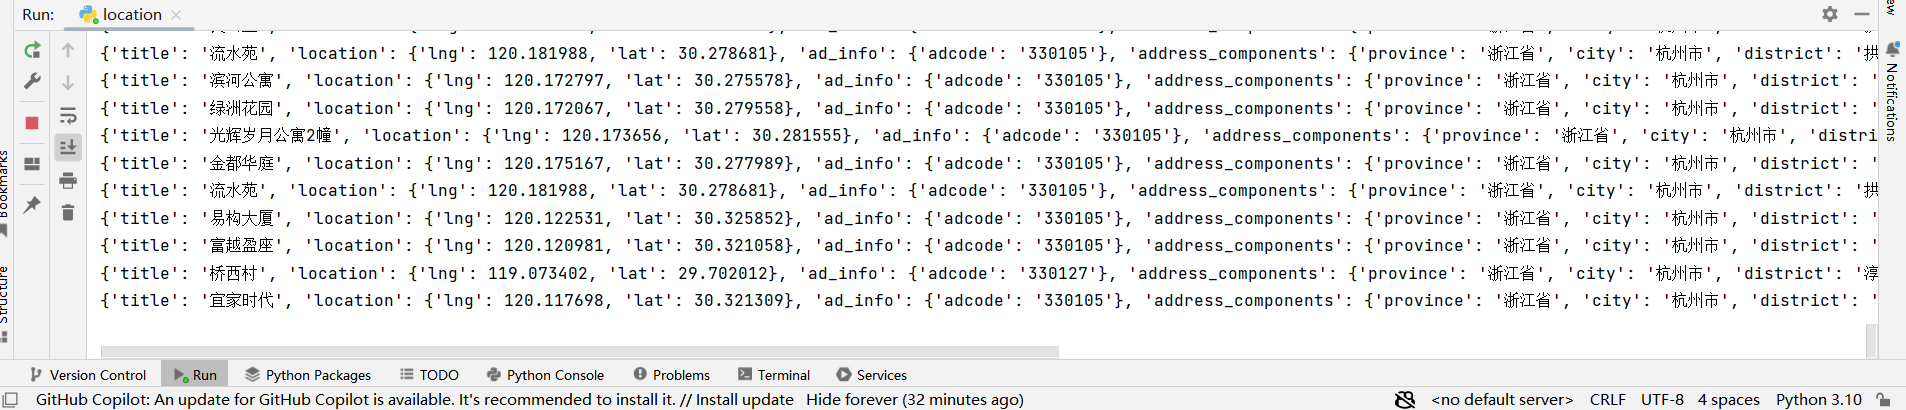 Run: location
{'title': '流水苑', 'location': {'lng': 120.181988, 'lat': 30.278681}, 'ad_info': {'adcode': '330105'}, 'address_components': {'province': '浙江省', 'city': '杭州市', 'district': '拱
{'title': '滨河公寓', 'location': {'lng': 120.172797, 'lat': 30.275578}, 'ad_info': {'adcode': '330105'}, 'address_components': {'province': '浙江省', 'city': '杭州市', 'district': '
{'title': '绿洲花园', 'location': {'lng': 120.172067, 'lat': 30.279558}, 'ad_info': {'adcode': '330105'}, 'address_components': {'province': '浙江省', 'city': '杭州市', 'district': '
{'title': '光辉岁月公寓2幢', 'location': {'lng': 120.173656, 'lat': 30.281555}, 'ad_info': {'adcode': '330105'}, 'address_components': {'province': '浙江省', 'city': '杭州市', 'distri
{'title': '金都华庭', 'location': {'lng': 120.175167, 'lat': 30.277989}, 'ad_info': {'adcode': '330105'}, 'address_components': {'province': '浙江省', 'city': '杭州市', 'district': '
{'title': '流水苑', 'location': {'lng': 120.181988, 'lat': 30.278681}, 'ad_info': {'adcode': '330105'}, 'address_components': {'province': '浙江省', 'city': '杭州市', 'district': '拱
{'title': '易构大厦', 'location': {'lng': 120.122531, 'lat': 30.325852}, 'ad_info': {'adcode': '330105'}, 'address_components': {'province': '浙江省', 'city': '杭州市', 'district': '
{'title': '富越盈座', 'location': {'lng': 120.120981, 'lat': 30.321058}, 'ad_info': {'adcode': '330105'}, 'address_components': {'province': '浙江省', 'city': '杭州市', 'district': '
{'title': '桥西村', 'location': {'lng': 119.073402, 'lat': 29.702012}, 'ad_info': {'adcode': '330127'}, 'address_components': {'province': '浙江省', 'city': '杭州市', 'district': '淳
{'title': '宜家时代', 'location': {'lng': 120.117698, 'lat': 30.321309}, 'ad_info': {'adcode': '330105'}, 'address_components': {'province': '浙江省', 'city': '杭州市', 'district': '
Bookmarks
Structure
Notifications
Version Control Run Python Packages TODO Python Console Problems Terminal Services
GitHub Copilot: An update for GitHub Copilot is available. It's recommended to install it. // Install update Hide forever (32 minutes ago) <no default server> CRLF UTF-8 4 spaces Python 3.10